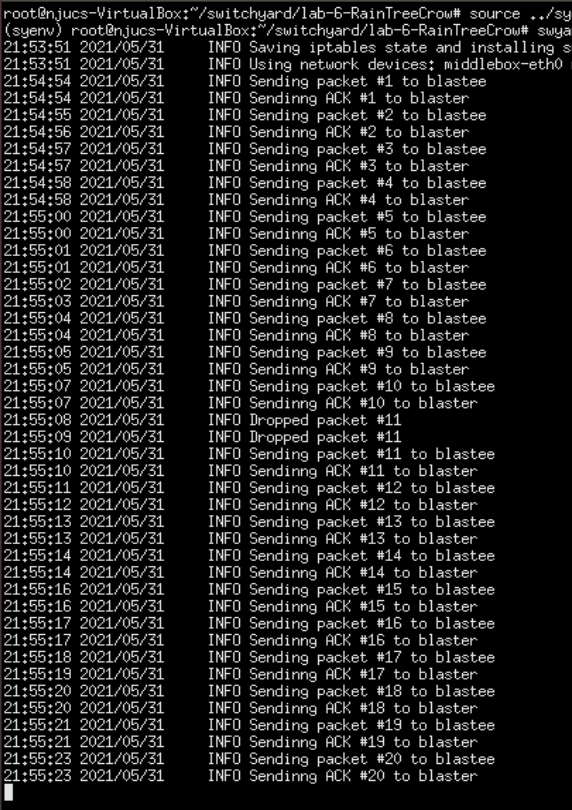 root@njucs-VirtualBox:~/switchyard/lab-6-RainTreeCrow# source ../sy
(syenv) root@njucs-VirtualBox:~/switchyard/lab-6-RainTreeCrow# swya
21:53:51 2021/05/31 INFO Saving iptables state and installing s
21:53:51 2021/05/31 INFO Using network devices: middlebox-eth0
21:54:54 2021/05/31 INFO Sending packet #1 to blastee
21:54:54 2021/05/31 INFO Sendinng ACK #1 to blaster
21:54:55 2021/05/31 INFO Sending packet #2 to blastee
21:54:56 2021/05/31 INFO Sendinng ACK #2 to blaster
21:54:57 2021/05/31 INFO Sending packet #3 to blastee
21:54:57 2021/05/31 INFO Sendinng ACK #3 to blaster
21:54:58 2021/05/31 INFO Sending packet #4 to blastee
21:54:58 2021/05/31 INFO Sendinng ACK #4 to blaster
21:55:00 2021/05/31 INFO Sending packet #5 to blastee
21:55:00 2021/05/31 INFO Sendinng ACK #5 to blaster
21:55:01 2021/05/31 INFO Sending packet #6 to blastee
21:55:01 2021/05/31 INFO Sendinng ACK #6 to blaster
21:55:02 2021/05/31 INFO Sending packet #7 to blastee
21:55:03 2021/05/31 INFO Sendinng ACK #7 to blaster
21:55:04 2021/05/31 INFO Sending packet #8 to blastee
21:55:04 2021/05/31 INFO Sendinng ACK #8 to blaster
21:55:05 2021/05/31 INFO Sending packet #9 to blastee
21:55:05 2021/05/31 INFO Sendinng ACK #9 to blaster
21:55:07 2021/05/31 INFO Sending packet #10 to blastee
21:55:07 2021/05/31 INFO Sendinng ACK #10 to blaster
21:55:08 2021/05/31 INFO Dropped packet #11
21:55:09 2021/05/31 INFO Dropped packet #11
21:55:10 2021/05/31 INFO Sending packet #11 to blastee
21:55:10 2021/05/31 INFO Sendinng ACK #11 to blaster
21:55:11 2021/05/31 INFO Sending packet #12 to blastee
21:55:12 2021/05/31 INFO Sendinng ACK #12 to blaster
21:55:13 2021/05/31 INFO Sending packet #13 to blastee
21:55:13 2021/05/31 INFO Sendinng ACK #13 to blaster
21:55:14 2021/05/31 INFO Sending packet #14 to blastee
21:55:14 2021/05/31 INFO Sendinng ACK #14 to blaster
21:55:16 2021/05/31 INFO Sending packet #15 to blastee
21:55:16 2021/05/31 INFO Sendinng ACK #15 to blaster
21:55:17 2021/05/31 INFO Sending packet #16 to blastee
21:55:17 2021/05/31 INFO Sendinng ACK #16 to blaster
21:55:18 2021/05/31 INFO Sending packet #17 to blastee
21:55:19 2021/05/31 INFO Sendinng ACK #17 to blaster
21:55:20 2021/05/31 INFO Sending packet #18 to blastee
21:55:20 2021/05/31 INFO Sendinng ACK #18 to blaster
21:55:21 2021/05/31 INFO Sending packet #19 to blastee
21:55:21 2021/05/31 INFO Sendinng ACK #19 to blaster
21:55:23 2021/05/31 INFO Sending packet #20 to blastee
21:55:23 2021/05/31 INFO Sendinng ACK #20 to blaster